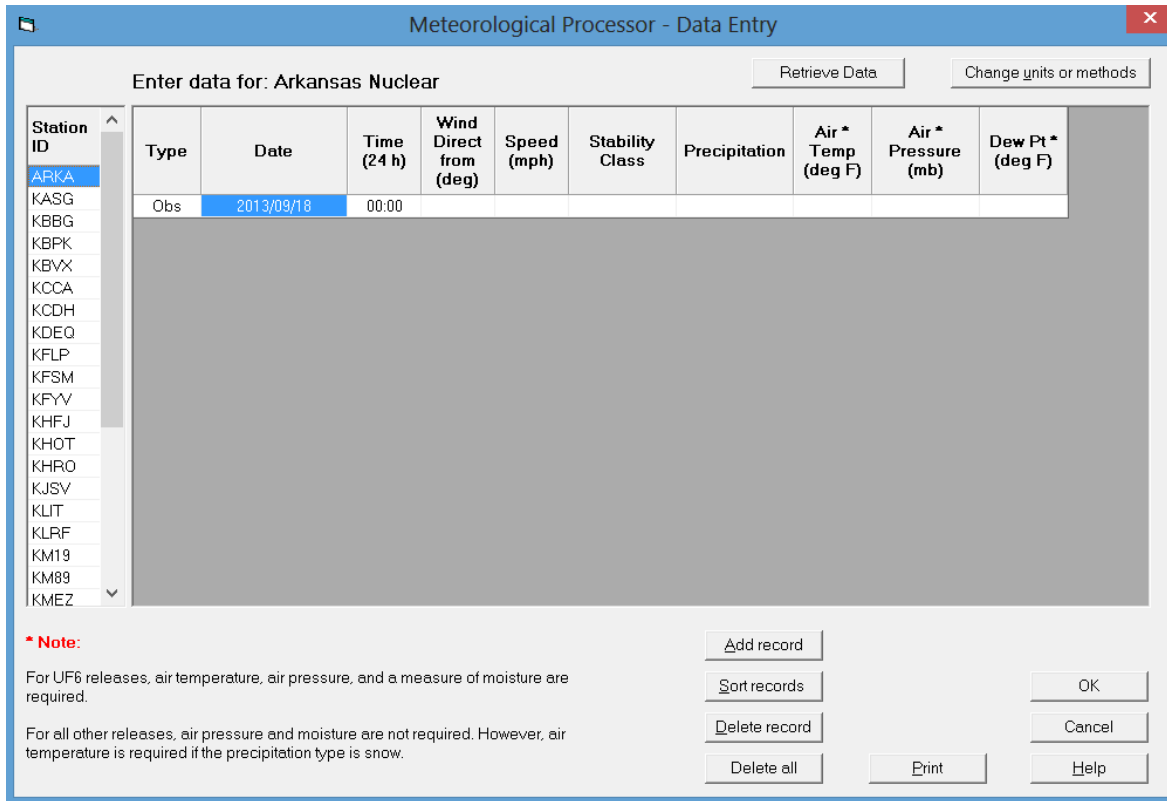 Meteorological Processor - Data Entry
Enter data for: Arkansas Nuclear
Retrieve Data
Change units or methods
Station
ID
ARKA
KASG
KBBG
KBPK
KBVX
KCCA
KCDH
KDEQ
KFLP
KFSM
KFYV
KHFJ
KHOT
KHRO
KJSV
KLIT
KLRF
KM19
KM89
KMEZ
Type
Date
Time
(24 h)
Wind
Direct
from
(deg)
Speed
(mph)
Stability
Class
Precipitation
Air *
Temp
(deg F)
Air *
Pressure
(mb)
Dew Pt *
(deg F)
Obs 2013/09/18 00:00
* Note:
For UF6 releases, air temperature, air pressure, and a measure of moisture are
required.
For all other releases, air pressure and moisture are not required. However, air
temperature is required if the precipitation type is snow.
Add record
Sort records
Delete record
Delete all
Print
OK
Cancel
Help